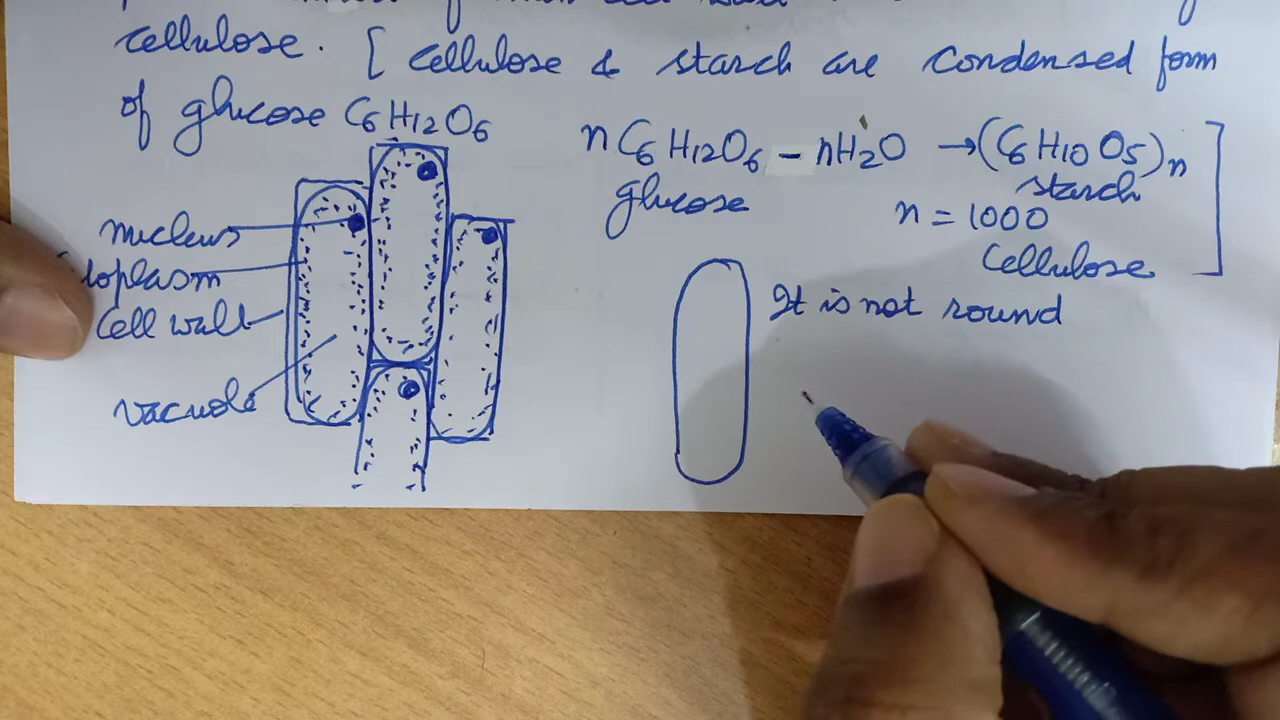 cellulose. [ cellulose & starch are condensed form
of glucose C6H12O6
nC6H12O6 - nH2O → (C6H10O5)n
glucose starch
n = 1000
cellulose ]
nucleus
toplasm
cell wall
vacuole
It is not round